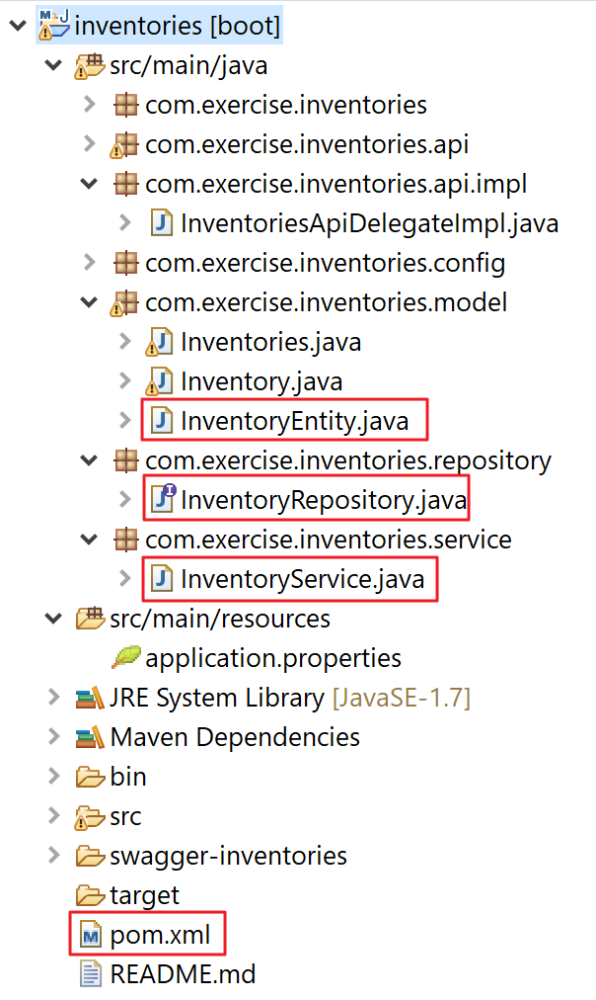 inventories [boot]
src/main/java
com.exercise.inventories
com.exercise.inventories.api
com.exercise.inventories.api.impl
InventoriesApiDelegateImpl.java
com.exercise.inventories.config
com.exercise.inventories.model
Inventories.java
Inventory.java
InventoryEntity.java
com.exercise.inventories.repository
InventoryRepository.java
com.exercise.inventories.service
InventoryService.java
src/main/resources
application.properties
JRE System Library [JavaSE-1.7]
Maven Dependencies
bin
src
swagger-inventories
target
pom.xml
README.md